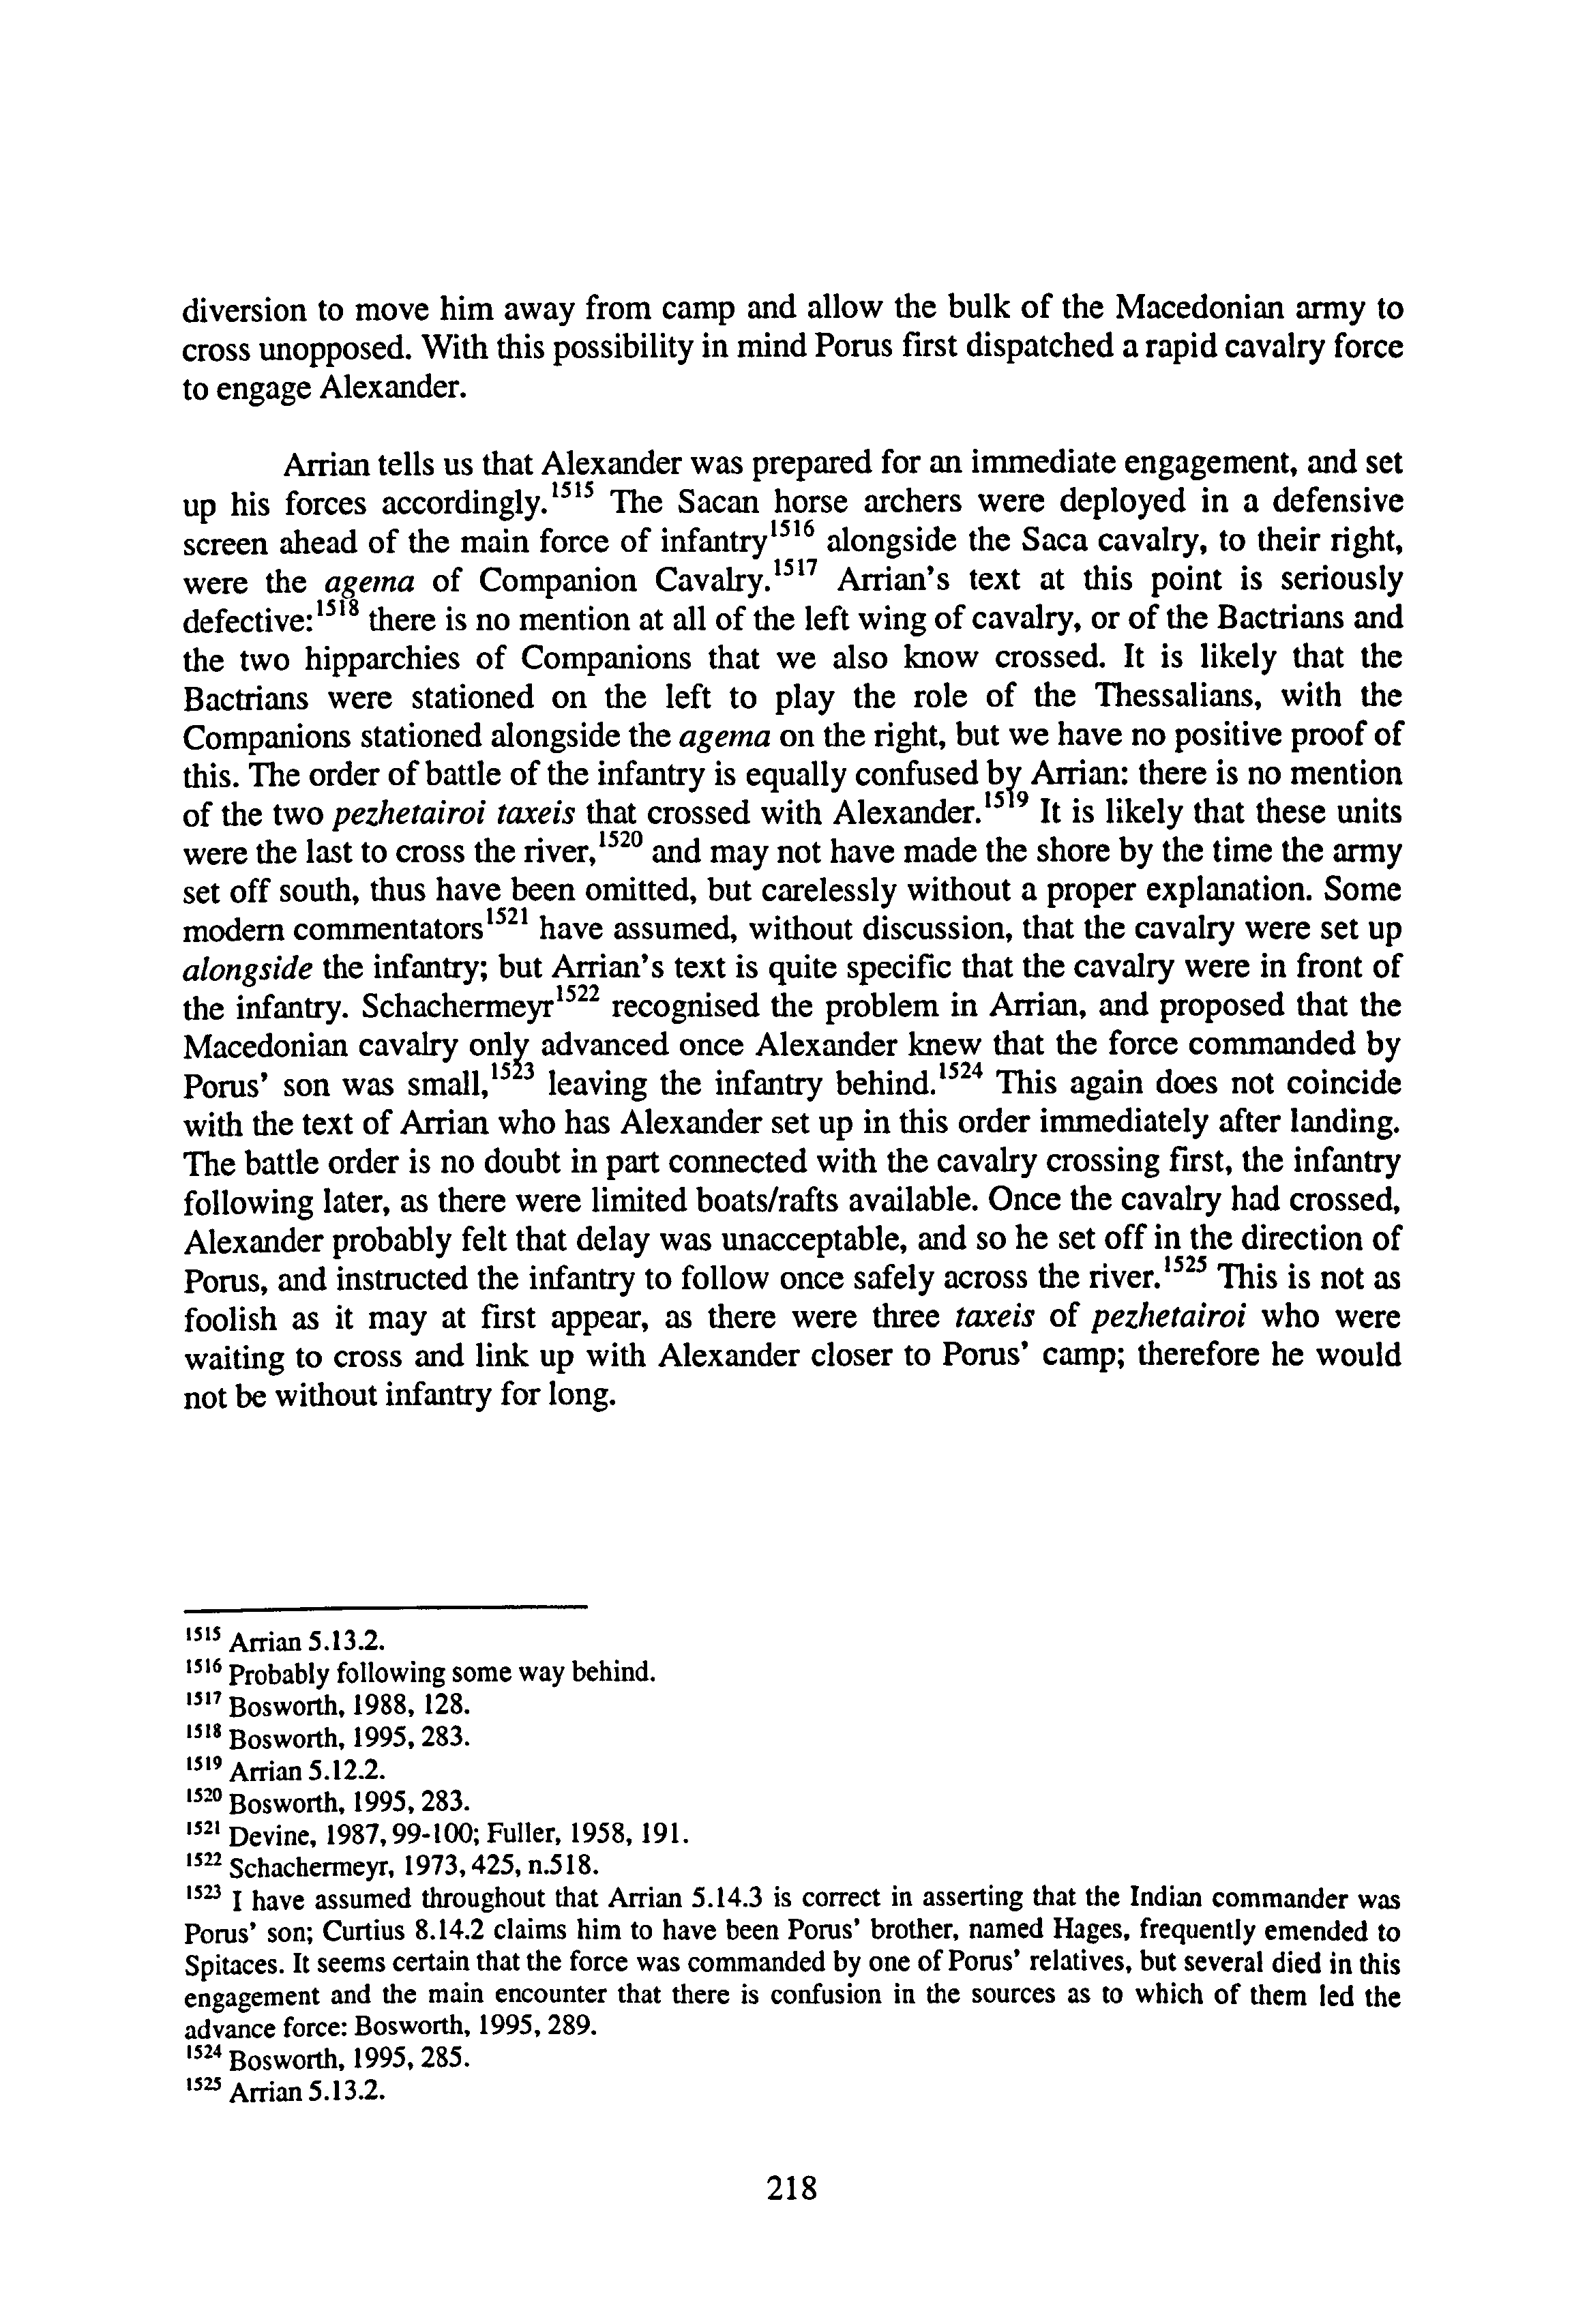 diversion to move him away from camp and allow the bulk of the Macedonian army to
cross unopposed. With this possibility in mind Porus first dispatched a rapid cavalry force
to engage Alexander.
Arrian tells us that Alexander was prepared for an immediate engagement, and set
up his forces accordingly.1515 The Sacan horse archers were deployed in a defensive
screen ahead of the main force of infantry1516 alongside the Saca cavalry, to their right,
were the agema of Companion Cavalry.1517 Arrian's text at this point is seriously
defective:1518 there is no mention at all of the left wing of cavalry, or of the Bactrians and
the two hipparchies of Companions that we also know crossed. It is likely that the
Bactrians were stationed on the left to play the role of the Thessalians, with the
Companions stationed alongside the agema on the right, but we have no positive proof of
this. The order of battle of the infantry is equally confused by Arrian: there is no mention
of the two pezhetairoi taxeis that crossed with Alexander.1519 It is likely that these units
were the last to cross the river,1520 and may not have made the shore by the time the army
set off south, thus have been omitted, but carelessly without a proper explanation. Some
modern commentators1521 have assumed, without discussion, that the cavalry were set up
alongside the infantry; but Arrian's text is quite specific that the cavalry were in front of
the infantry. Schachermeyr1522 recognised the problem in Arrian, and proposed that the
Macedonian cavalry only advanced once Alexander knew that the force commanded by
Porus' son was small,1523 leaving the infantry behind.1524 This again does not coincide
with the text of Arrian who has Alexander set up in this order immediately after landing.
The battle order is no doubt in part connected with the cavalry crossing first, the infantry
following later, as there were limited boats/rafts available. Once the cavalry had crossed,
Alexander probably felt that delay was unacceptable, and so he set off in the direction of
Porus, and instructed the infantry to follow once safely across the river.1525 This is not as
foolish as it may at first appear, as there were three taxeis of pezhetairoi who were
waiting to cross and link up with Alexander closer to Porus' camp; therefore he would
not be without infantry for long.
1515 Arrian 5.13.2.
1516 Probably following some way behind.
1517 Bosworth, 1988, 128.
1518 Bosworth, 1995, 283.
1519 Arrian 5.12.2.
1520 Bosworth, 1995, 283.
1521 Devine, 1987, 99-100; Fuller, 1958, 191.
1522 Schachermeyr, 1973, 425, n.518.
1523 I have assumed throughout that Arrian 5.14.3 is correct in asserting that the Indian commander was
Porus' son; Curtius 8.14.2 claims him to have been Porus' brother, named Hages, frequently emended to
Spitaces. It seems certain that the force was commanded by one of Porus' relatives, but several died in this
engagement and the main encounter that there is confusion in the sources as to which of them led the
advance force: Bosworth, 1995, 289.
1524 Bosworth, 1995, 285.
1525 Arrian 5.13.2.
218